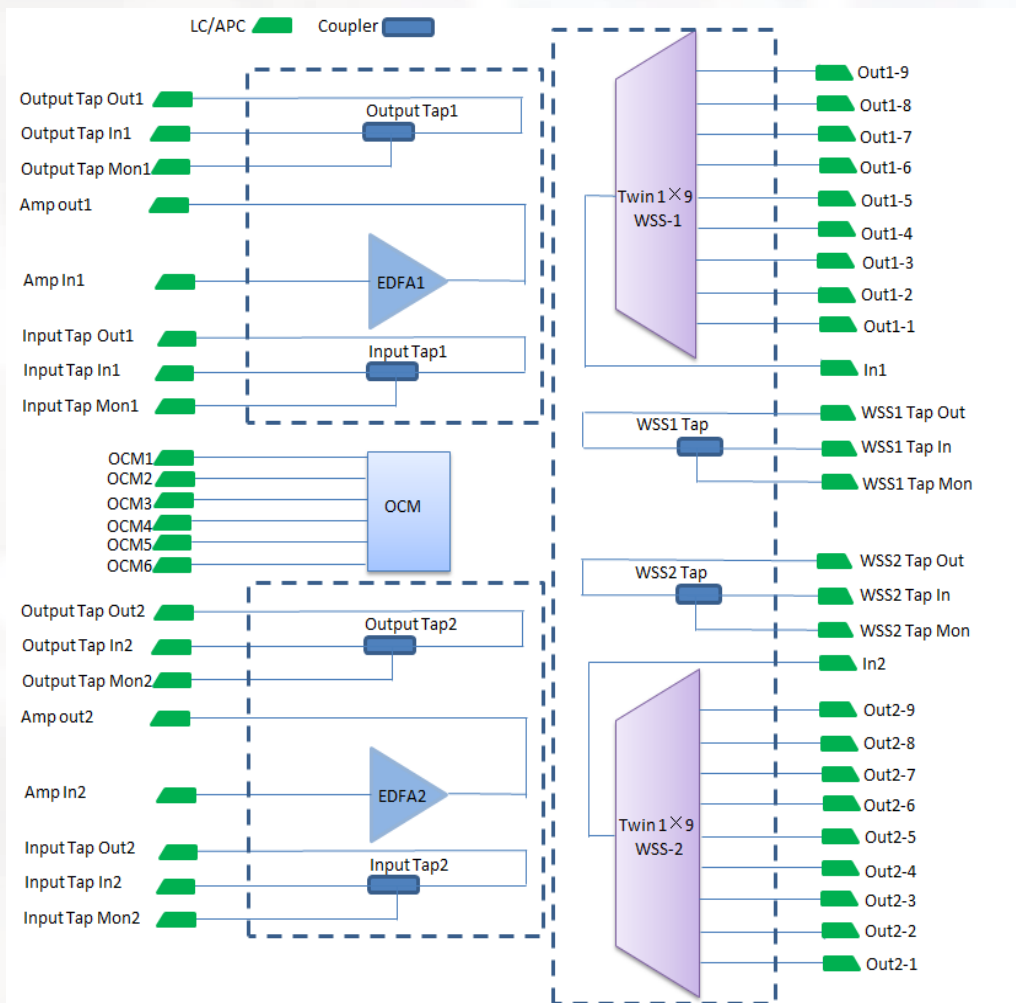 LC/APC
Coupler
Output Tap Out1
Output Tap In1
Output Tap Mon1
Output Tap1
Amp out1
Amp In1
EDFA1
Input Tap Out1
Input Tap In1
Input Tap Mon1
Input Tap1
OCM1
OCM2
OCM3
OCM4
OCM5
OCM6
OCM
Output Tap Out2
Output Tap In2
Output Tap Mon2
Output Tap2
Amp out2
Amp In2
EDFA2
Input Tap Out2
Input Tap In2
Input Tap Mon2
Input Tap2
Twin 1×9
WSS-1
Out1-9
Out1-8
Out1-7
Out1-6
Out1-5
Out1-4
Out1-3
Out1-2
Out1-1
In1
WSS1 Tap
WSS1 Tap Out
WSS1 Tap In
WSS1 Tap Mon
WSS2 Tap
WSS2 Tap Out
WSS2 Tap In
WSS2 Tap Mon
In2
Twin 1×9
WSS-2
Out2-9
Out2-8
Out2-7
Out2-6
Out2-5
Out2-4
Out2-3
Out2-2
Out2-1